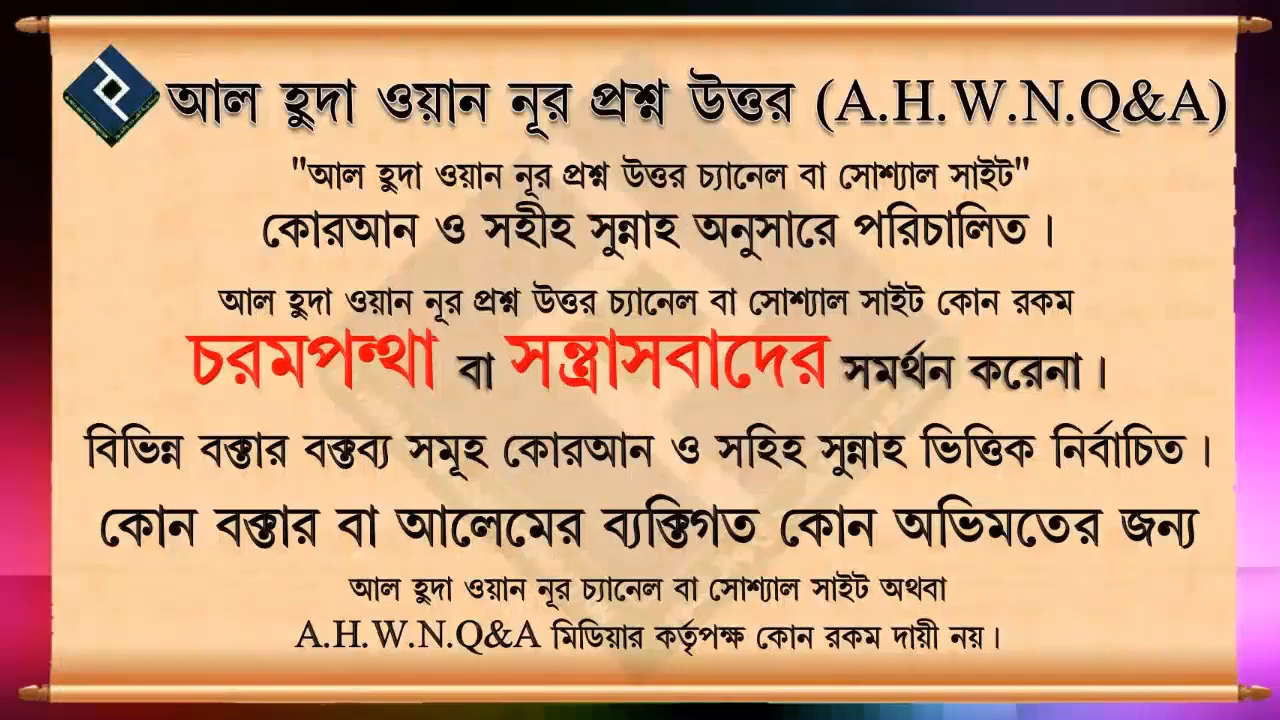 আল হুদা ওয়ান নূর প্রশ্ন উত্তর (A.H.W.N.Q&A)
"আল হুদা ওয়ান নূর প্রশ্ন উত্তর চ্যানেল বা সোশ্যাল সাইট"
কোরআন ও সহীহ সুন্নাহ অনুসারে পরিচালিত।
আল হুদা ওয়ান নূর প্রশ্ন উত্তর চ্যানেল বা সোশ্যাল সাইট কোন রকম
চরমপন্থা বা সন্ত্রাসবাদের সমর্থন করেনা।
বিভিন্ন বক্তার বক্তব্য সমূহ কোরআন ও সহিহ সুন্নাহ ভিত্তিক নির্বাচিত।
কোন বক্তার বা আলেমের ব্যক্তিগত কোন অভিমতের জন্য
আল হুদা ওয়ান নূর চ্যানেল বা সোশ্যাল সাইট অথবা
A.H.W.N.Q&A মিডিয়ার কর্তৃপক্ষ কোন রকম দায়ী নয়।